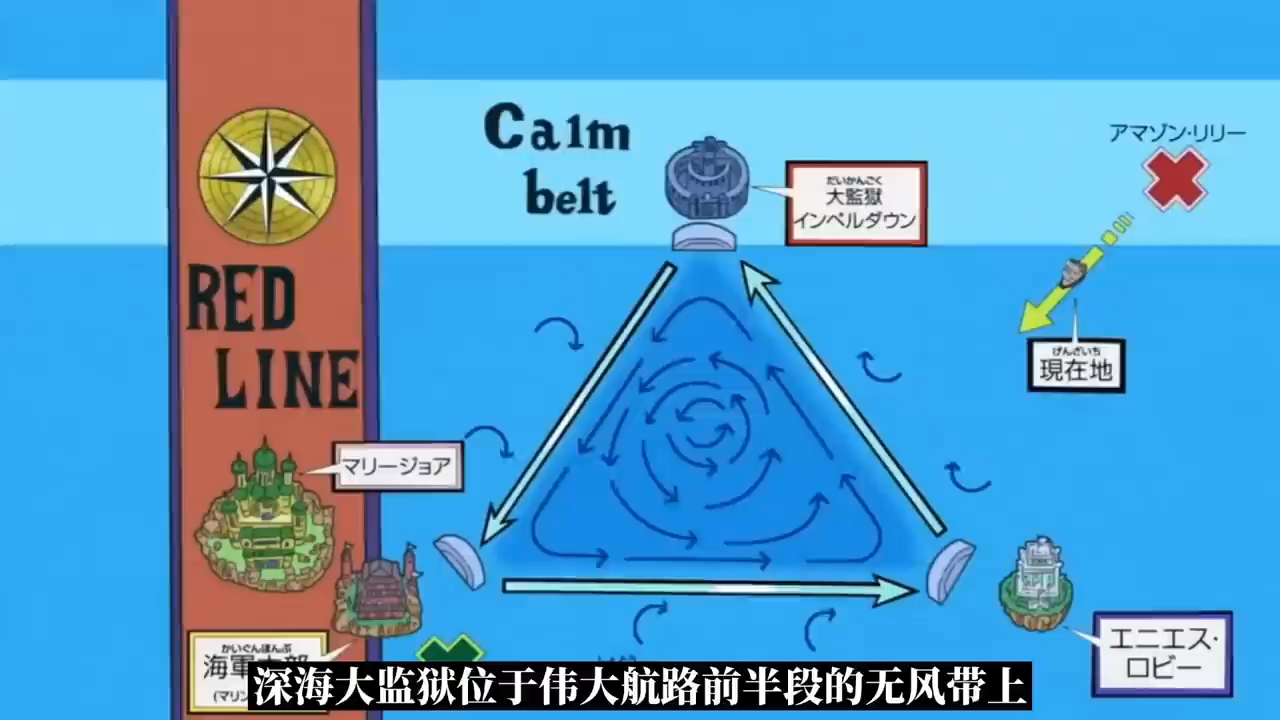 Calm
belt
アマゾン・リリー
だいかんごく
大監獄
インペルダウン
RED
LINE
げんざいち
現在地
マリージョア
エニエス・
ロビー
かいぐんほんぶ
海軍本部
深海大监狱位于伟大航路前半段的无风带上